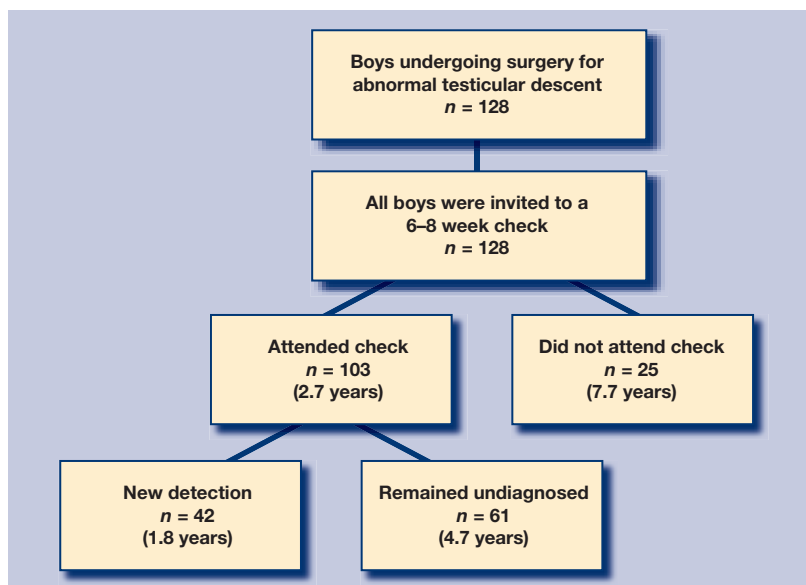 Boys undergoing surgery for
abnormal testicular descent
n = 128
All boys were invited to a
6–8 week check
n = 128
Attended check
n = 103
(2.7 years)
Did not attend check
n = 25
(7.7 years)
New detection
n = 42
(1.8 years)
Remained undiagnosed
n = 61
(4.7 years)